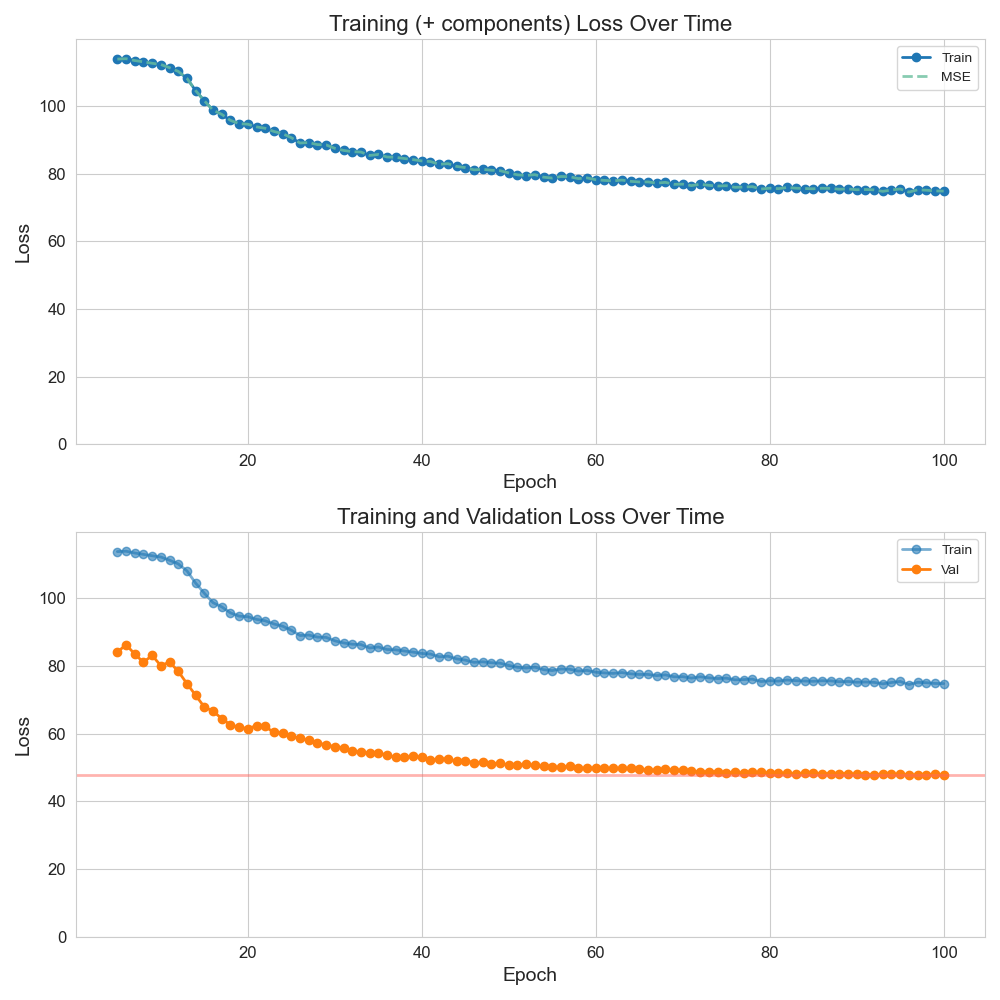 Training (+ components) Loss Over Time
Train
MSE
Loss
100
80
60
40
20
0
20 40 60 80 100
Epoch
Training and Validation Loss Over Time
Train
Val
Loss
100
80
60
40
20
0
20 40 60 80 100
Epoch